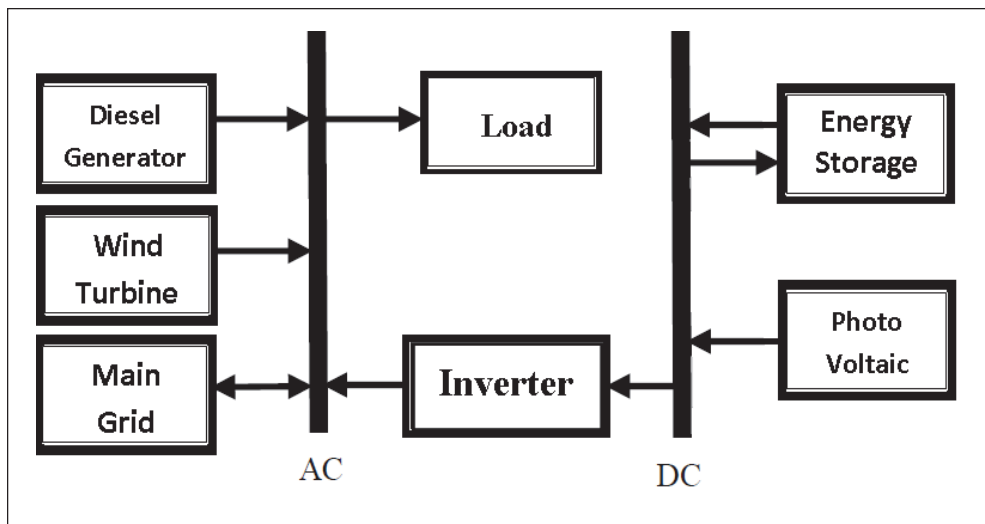 Diesel
Generator
Wind
Turbine
Main
Grid
AC
Load
Inverter
DC
Energy
Storage
Photo
Voltaic